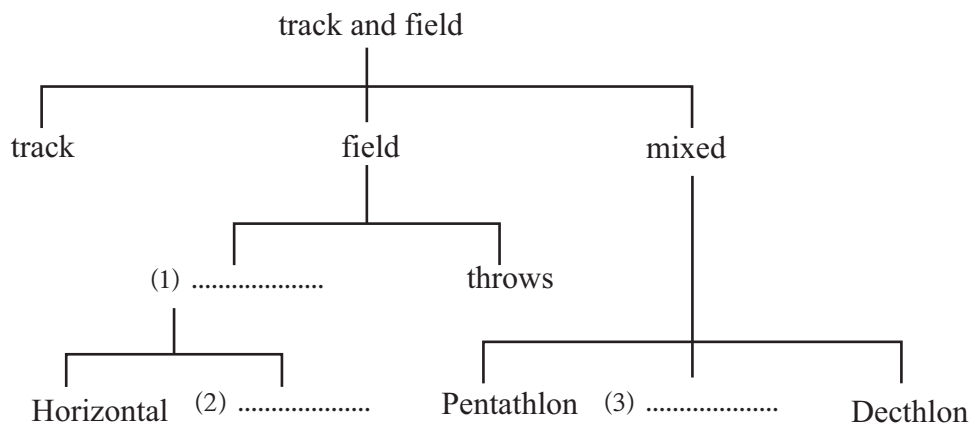 track and field
track field mixed
(1) .................... throws
Horizontal (2) .................... Pentathlon (3) .................... Decthlon